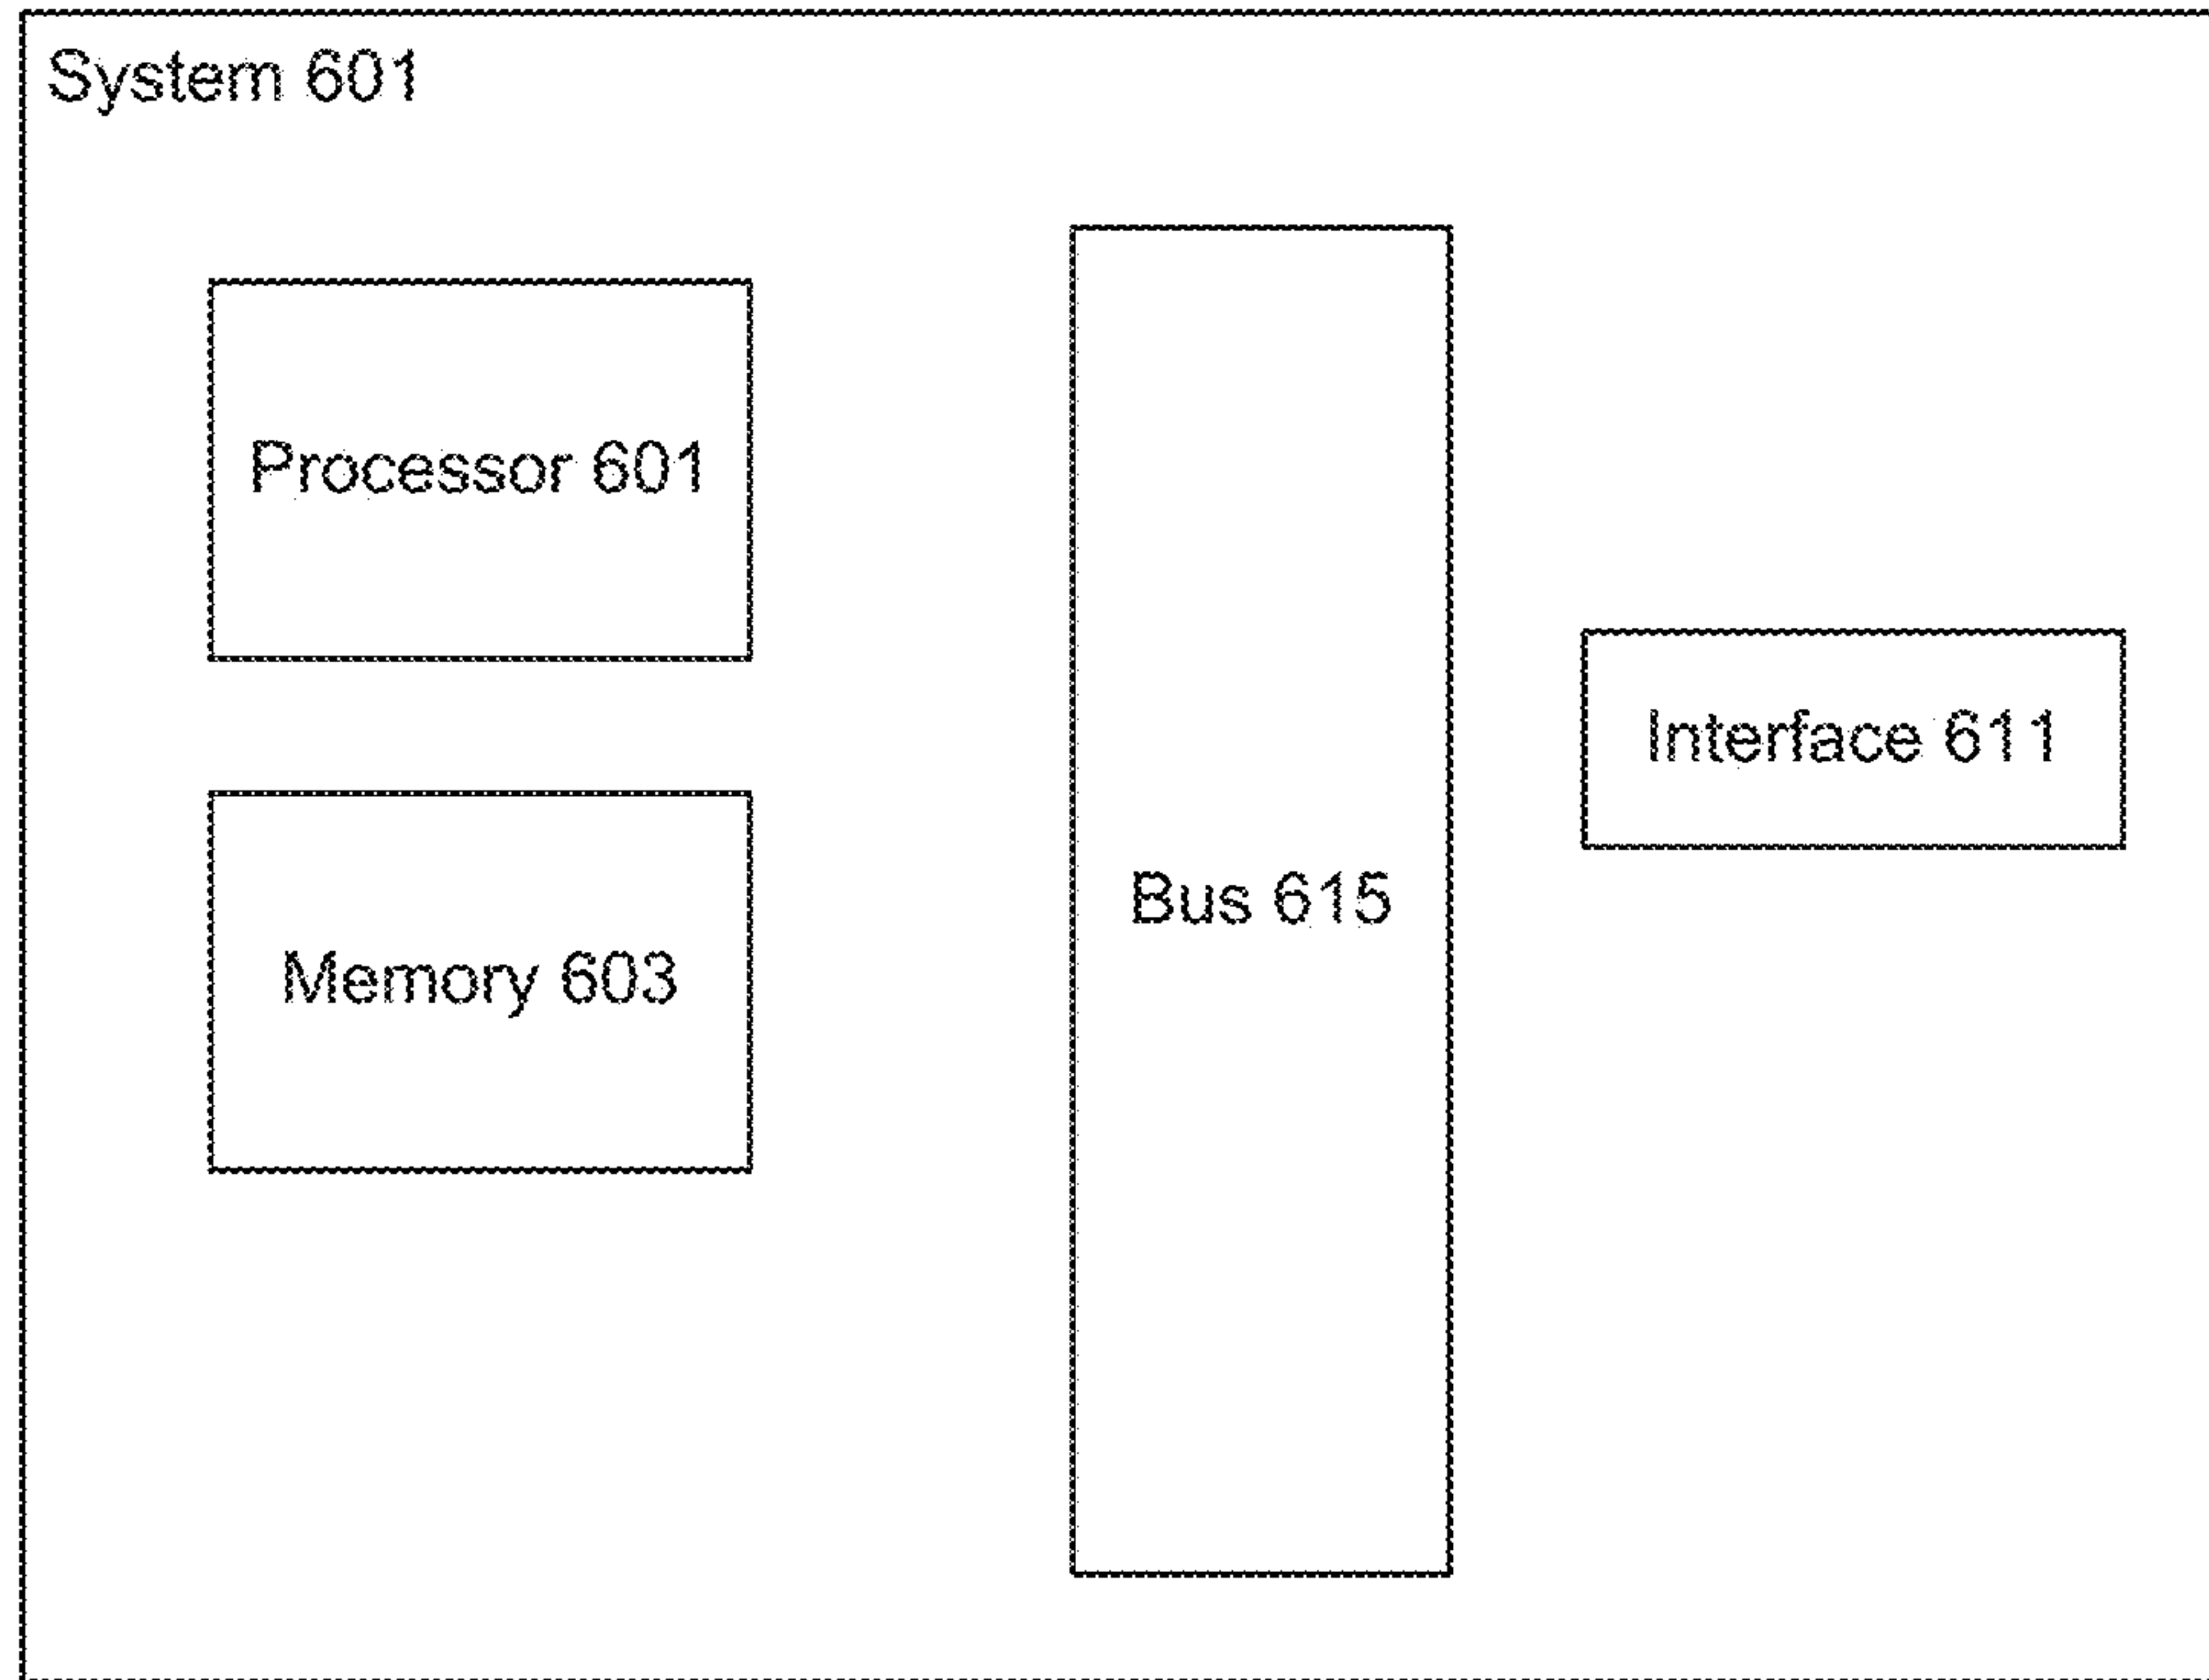 System 601
Processor 601
Memory 603
Bus 615
Interface 611